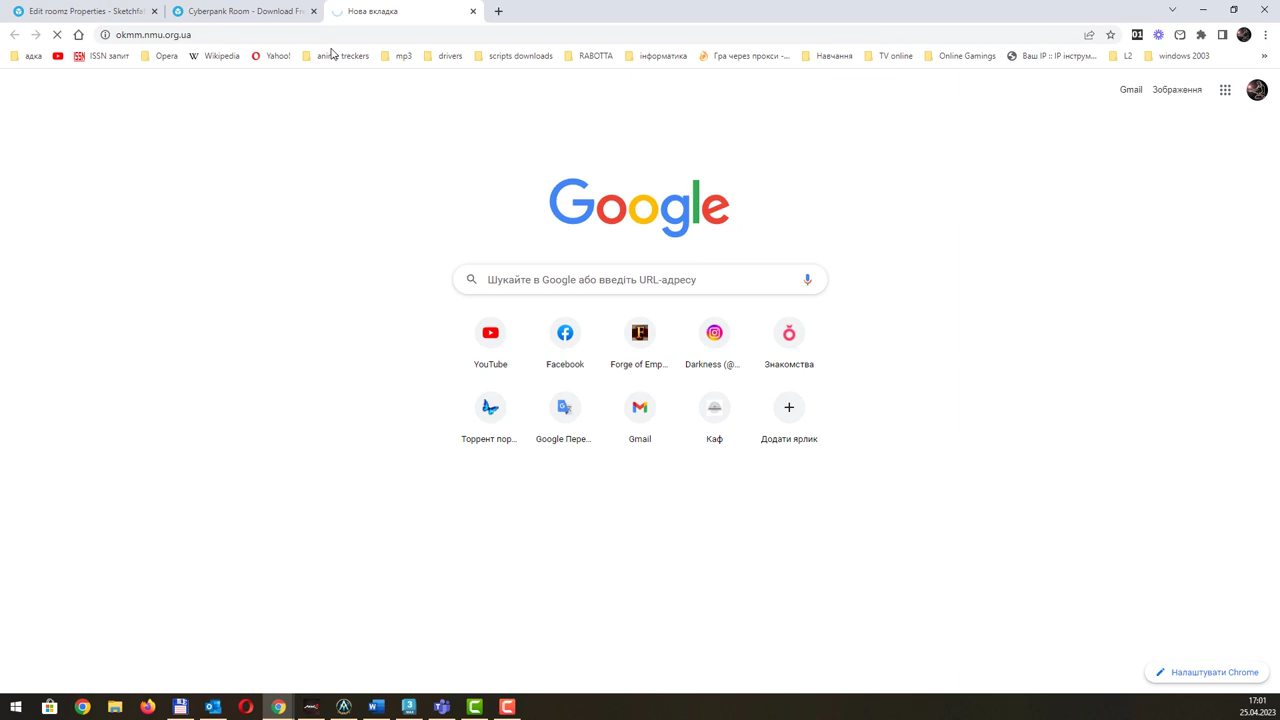 Edit roomz Properties - Sketchfal
Cyberpank Room - Download Fre
Нова вкладка
okmm.nmu.org.ua
адка
ISSN запит
Opera
Wikipedia
Yahoo!
treckers
mp3
drivers
scripts downloads
RABOTTA
інформатика
Гра через прокси -...
Навчання
TV online
Online Gamings
Ваш IP :: IP інструм...
L2
windows 2003
»
Gmail
Зображення
Google
Шукайте в Google або введіть URL-адресу
YouTube
Facebook
Forge of Emp...
Darkness (@...
Знакомства
Торрент пор...
Google Пере...
Gmail
Каф
Додати ярлик
Налаштувати Chrome
17:01
25.04.2023